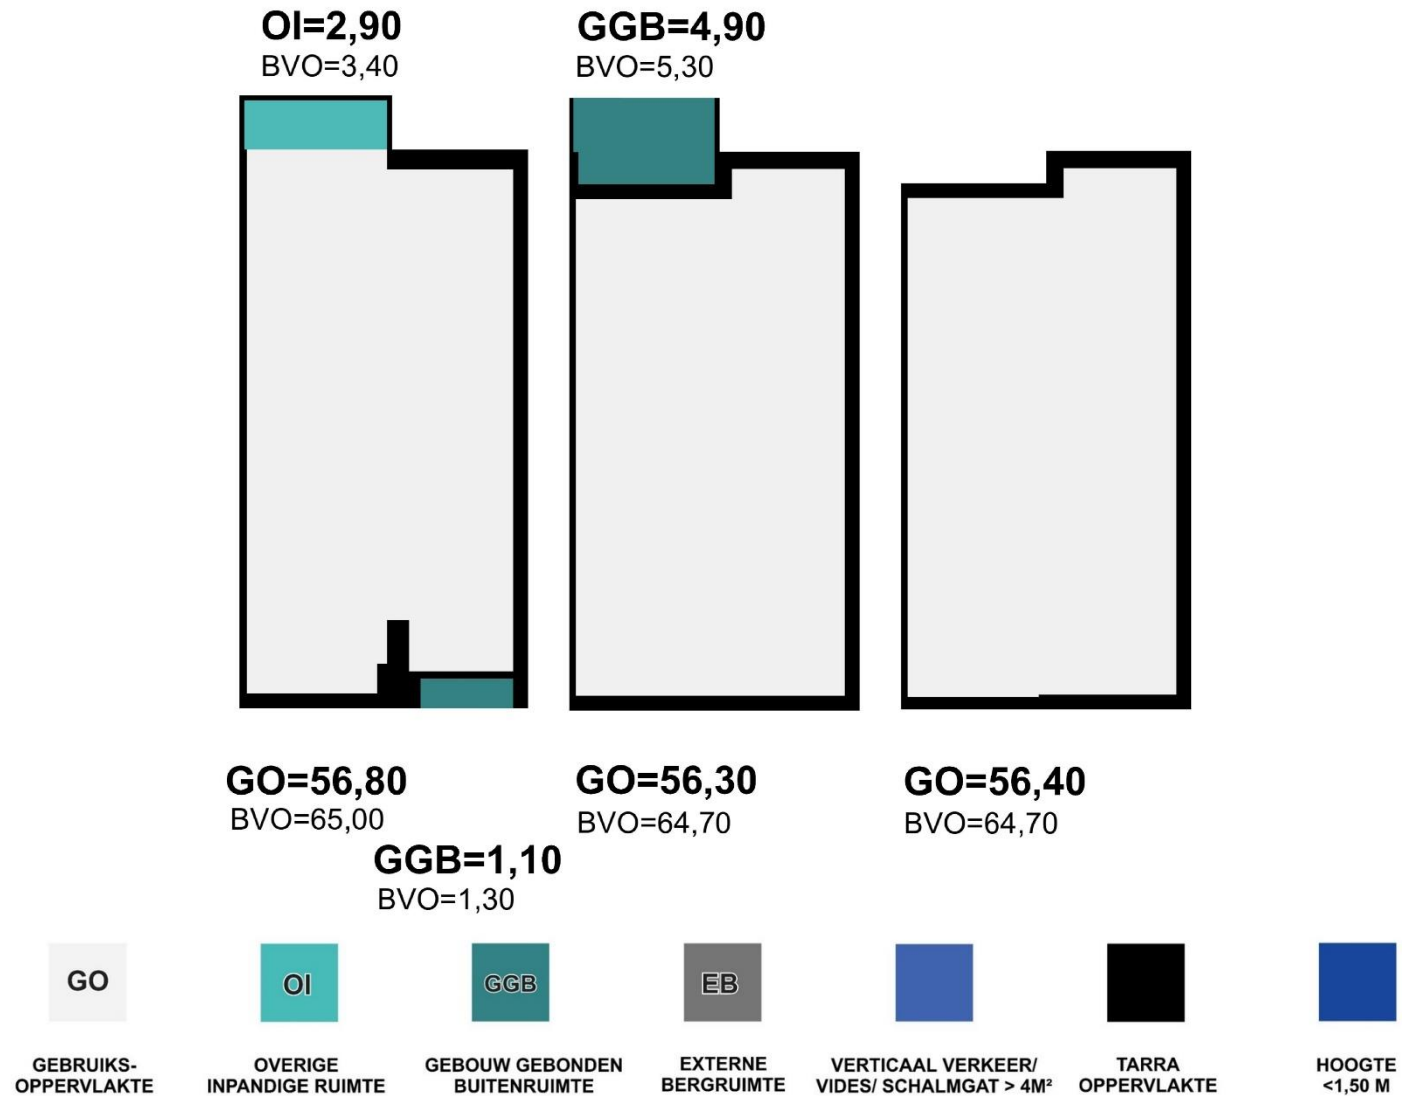 OI=2,90
BVO=3,40
GGB=4,90
BVO=5,30
GO=56,80
BVO=65,00
GGB=1,10
BVO=1,30
GO=56,30
BVO=64,70
GO=56,40
BVO=64,70
GO
GEBRUIKS-
OPPERVLAKTE
OI
OVERIGE
INPANDIGE RUIMTE
GGB
GEBOUW GEBONDEN
BUITENRUIMTE
EB
EXTERNE
BERGRUIMTE
VERTICAAL VERKEER/
VIDES/ SCHALMGAT > 4M²
TARRA
OPPERVLAKTE
HOOGTE
<1,50 M